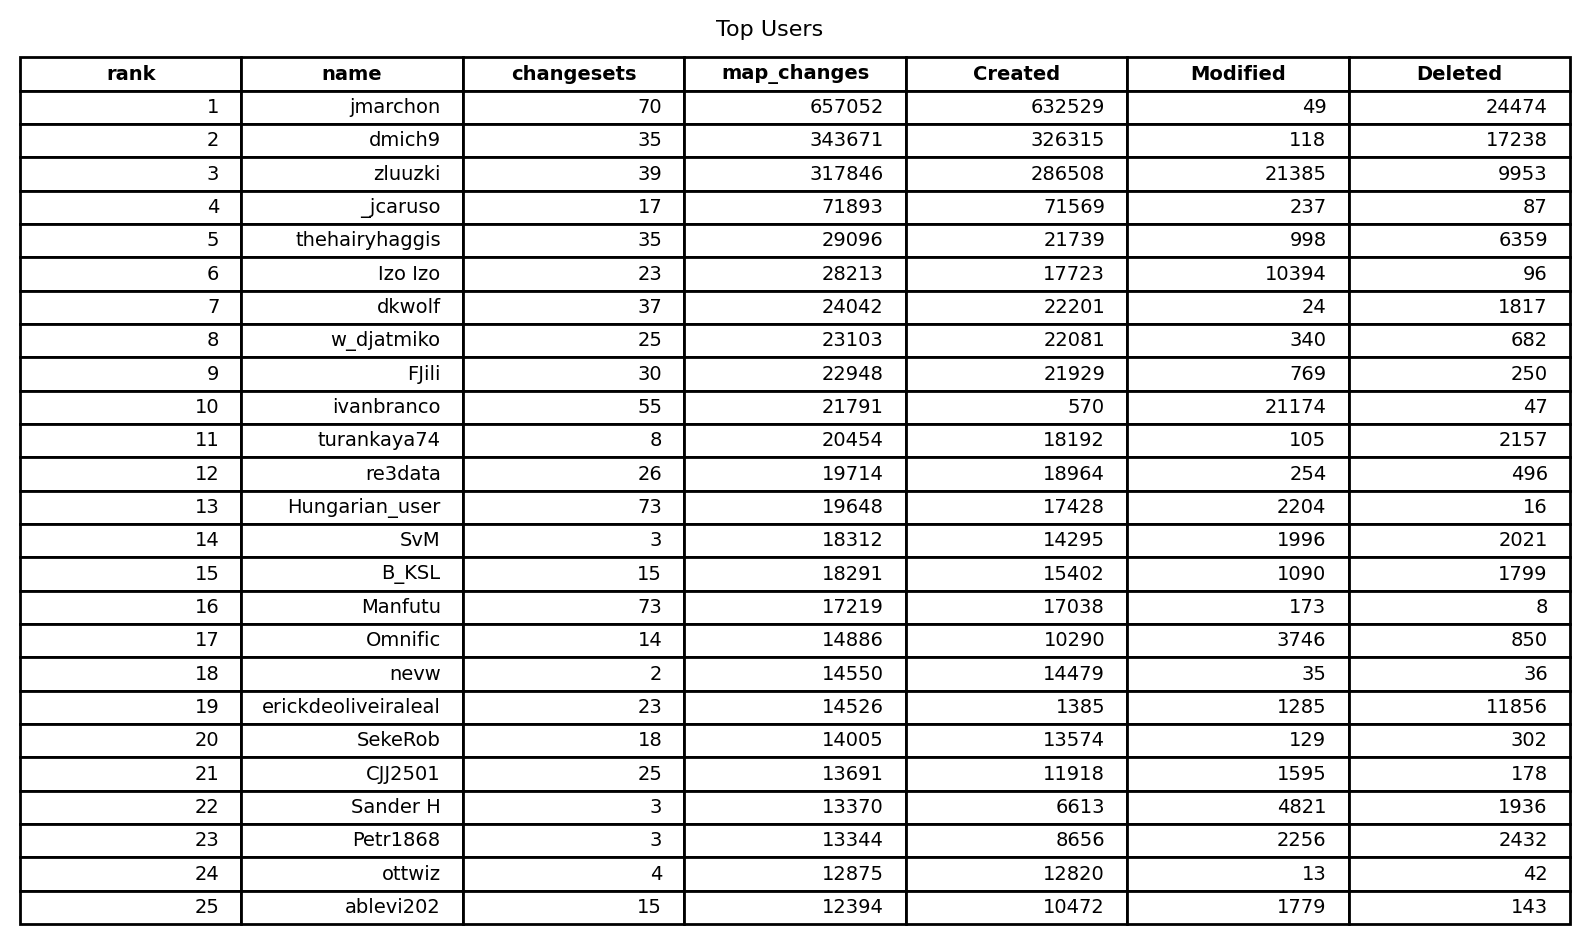 Top Users
rank name changesets map_changes Created Modified Deleted
1 jmarchon 70 657052 632529 49 24474
2 dmich9 35 343671 326315 118 17238
3 zluuzki 39 317846 286508 21385 9953
4 _jcaruso 17 71893 71569 237 87
5 thehairyhaggis 35 29096 21739 998 6359
6 Izo Izo 23 28213 17723 10394 96
7 dkwolf 37 24042 22201 24 1817
8 w_djatmiko 25 23103 22081 340 682
9 FJili 30 22948 21929 769 250
10 ivanbranco 55 21791 570 21174 47
11 turankaya74 8 20454 18192 105 2157
12 re3data 26 19714 18964 254 496
13 Hungarian_user 73 19648 17428 2204 16
14 SvM 3 18312 14295 1996 2021
15 B_KSL 15 18291 15402 1090 1799
16 Manfutu 73 17219 17038 173 8
17 Omnific 14 14886 10290 3746 850
18 nevw 2 14550 14479 35 36
19 erickdeoliveiraleal 23 14526 1385 1285 11856
20 SekeRob 18 14005 13574 129 302
21 CJJ2501 25 13691 11918 1595 178
22 Sander H 3 13370 6613 4821 1936
23 Petr1868 3 13344 8656 2256 2432
24 ottwiz 4 12875 12820 13 42
25 ablevi202 15 12394 10472 1779 143